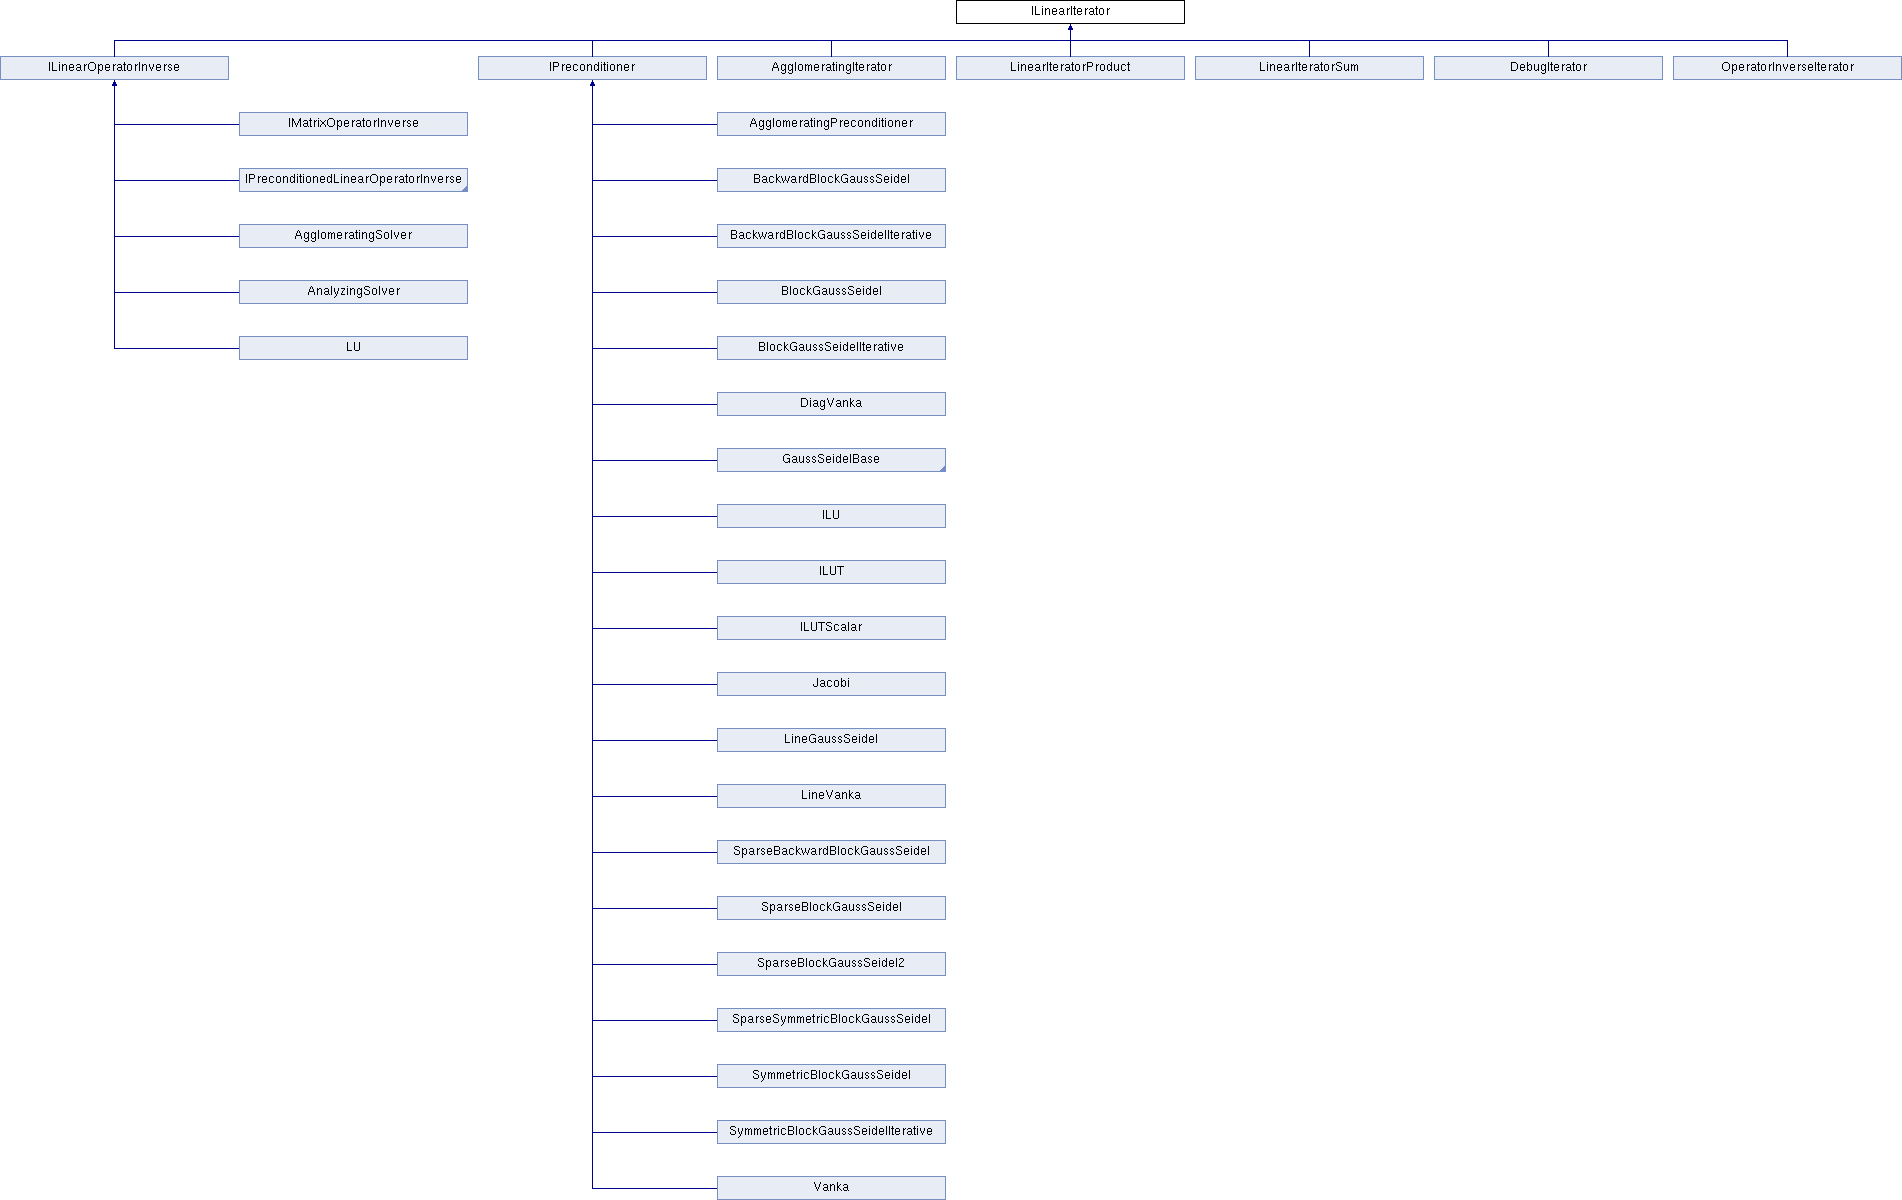 ILinearIterator
ILinearOperatorInverse
IPreconditioner
AgglomeratingIterator
LinearIteratorProduct
LinearIteratorSum
DebugIterator
OperatorInverseIterator
IMatrixOperatorInverse
IPreconditionedLinearOperatorInverse
AgglomeratingSolver
AnalyzingSolver
LU
AgglomeratingPreconditioner
BackwardBlockGaussSeidel
BackwardBlockGaussSeidelIterative
BlockGaussSeidel
BlockGaussSeidelIterative
DiagVanka
GaussSeidelBase
ILU
ILUT
ILUTScalar
Jacobi
LineGaussSeidel
LineVanka
SparseBackwardBlockGaussSeidel
SparseBlockGaussSeidel
SparseBlockGaussSeidel2
SparseSymmetricBlockGaussSeidel
SymmetricBlockGaussSeidel
SymmetricBlockGaussSeidelIterative
Vanka